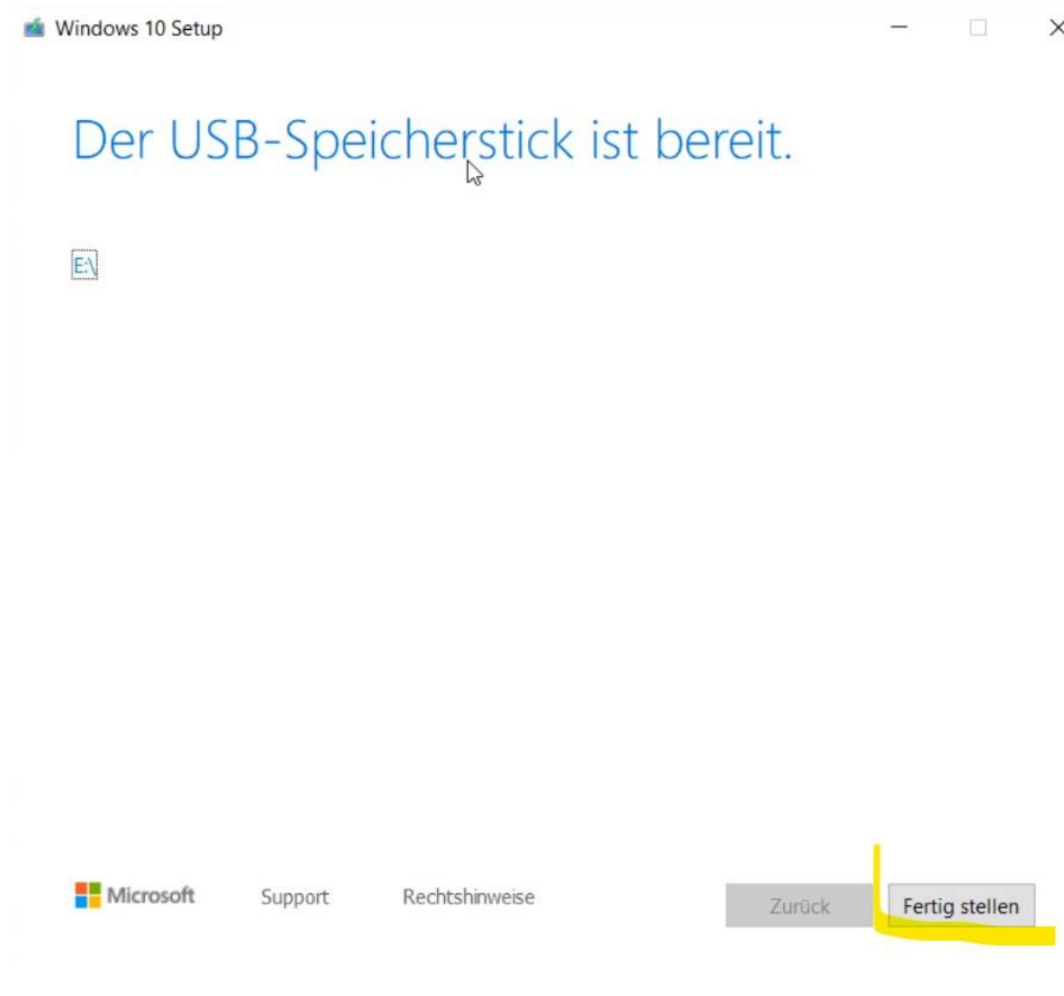 Windows 10 Setup
Der USB-Speicherstick ist bereit.
E:\
Microsoft Support Rechtshinweise Zurück Fertig stellen